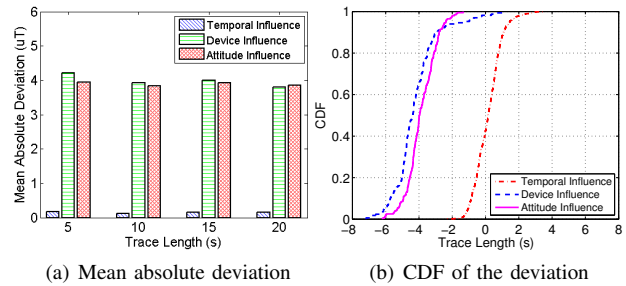 Mean Absolute Deviation (uT)
6
5
4
3
2
1
0
Temporal Influence
Device Influence
Attitude Influence
5 10 15 20
Trace Length (s)
(a) Mean absolute deviation
CDF
1
0.8
0.6
0.4
0.2
0
Temporal Influence
Device Influence
Attitude Influence
−8 −6 −4 −2 0 2 4 6 8
Trace Length (s)
(b) CDF of the deviation